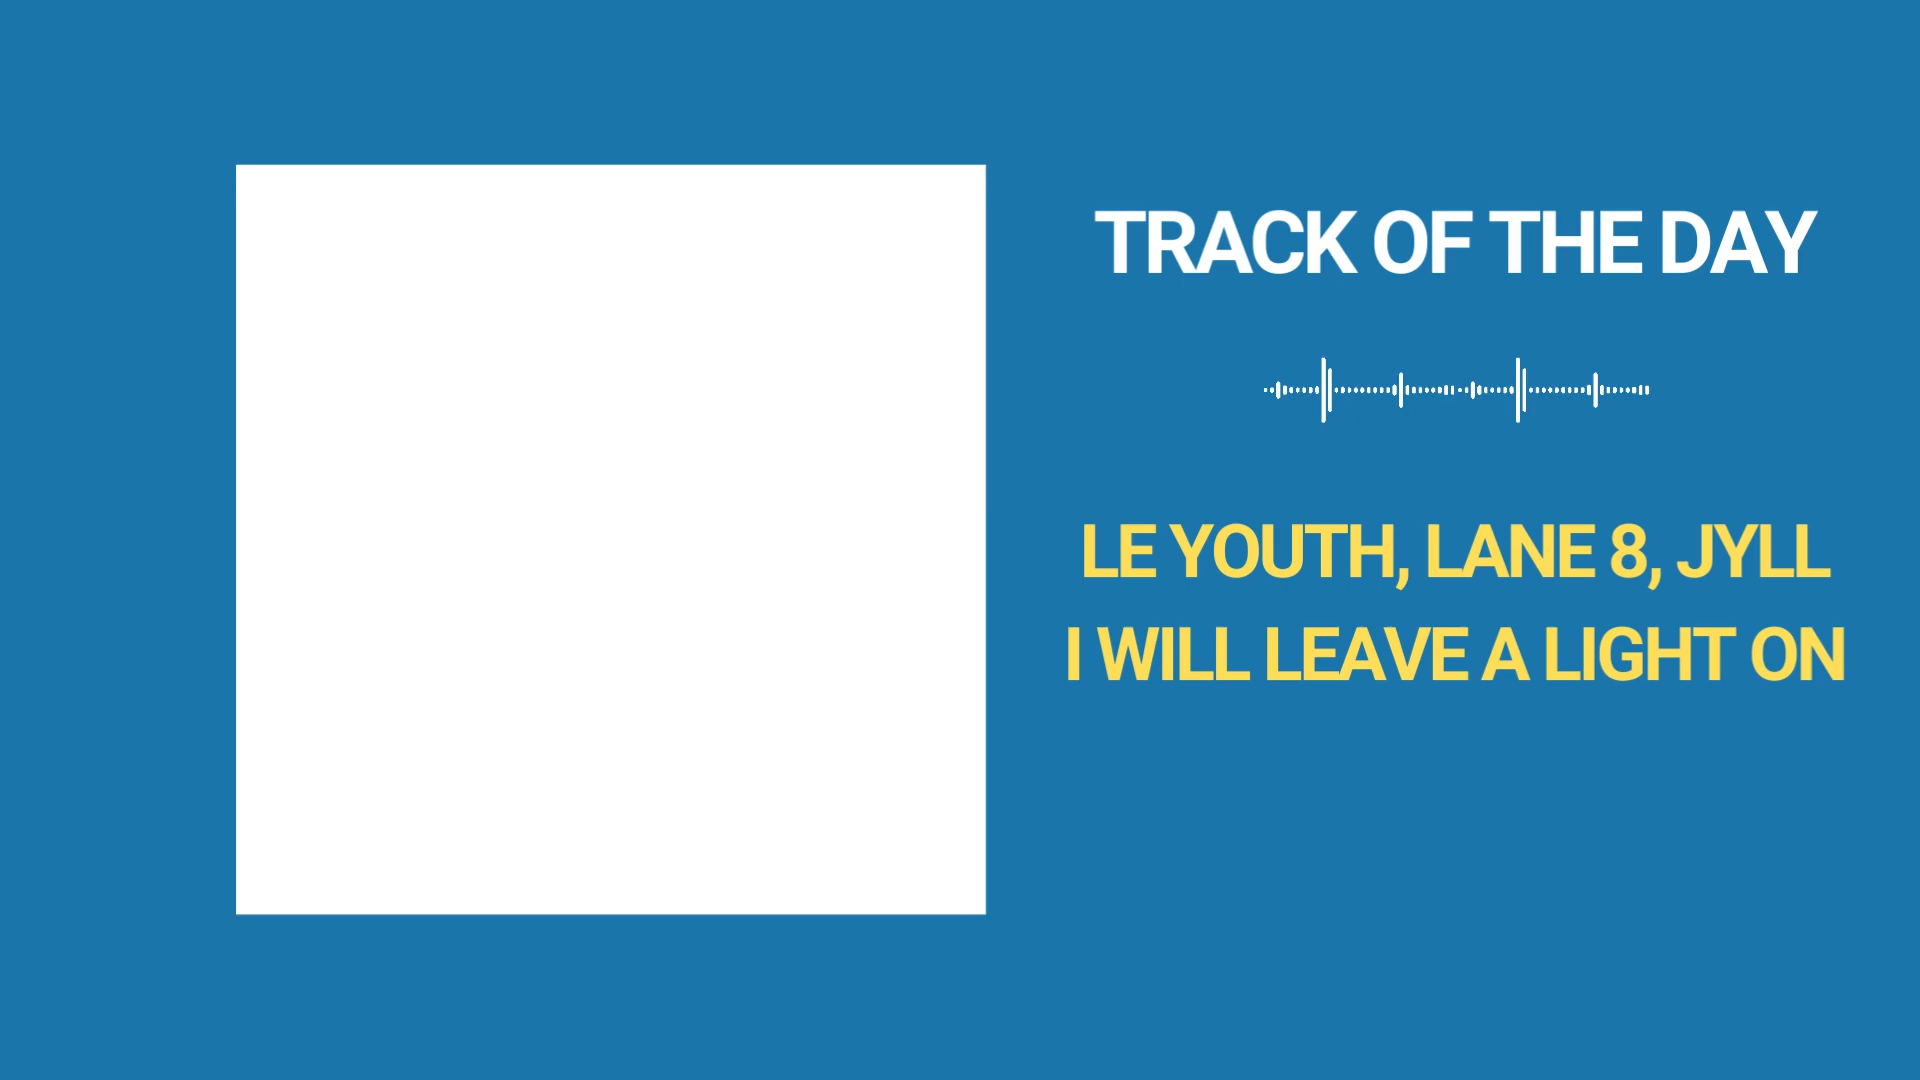 TRACK OF THE DAY
LE YOUTH, LANE 8, JYLL
I WILL LEAVE A LIGHT ON